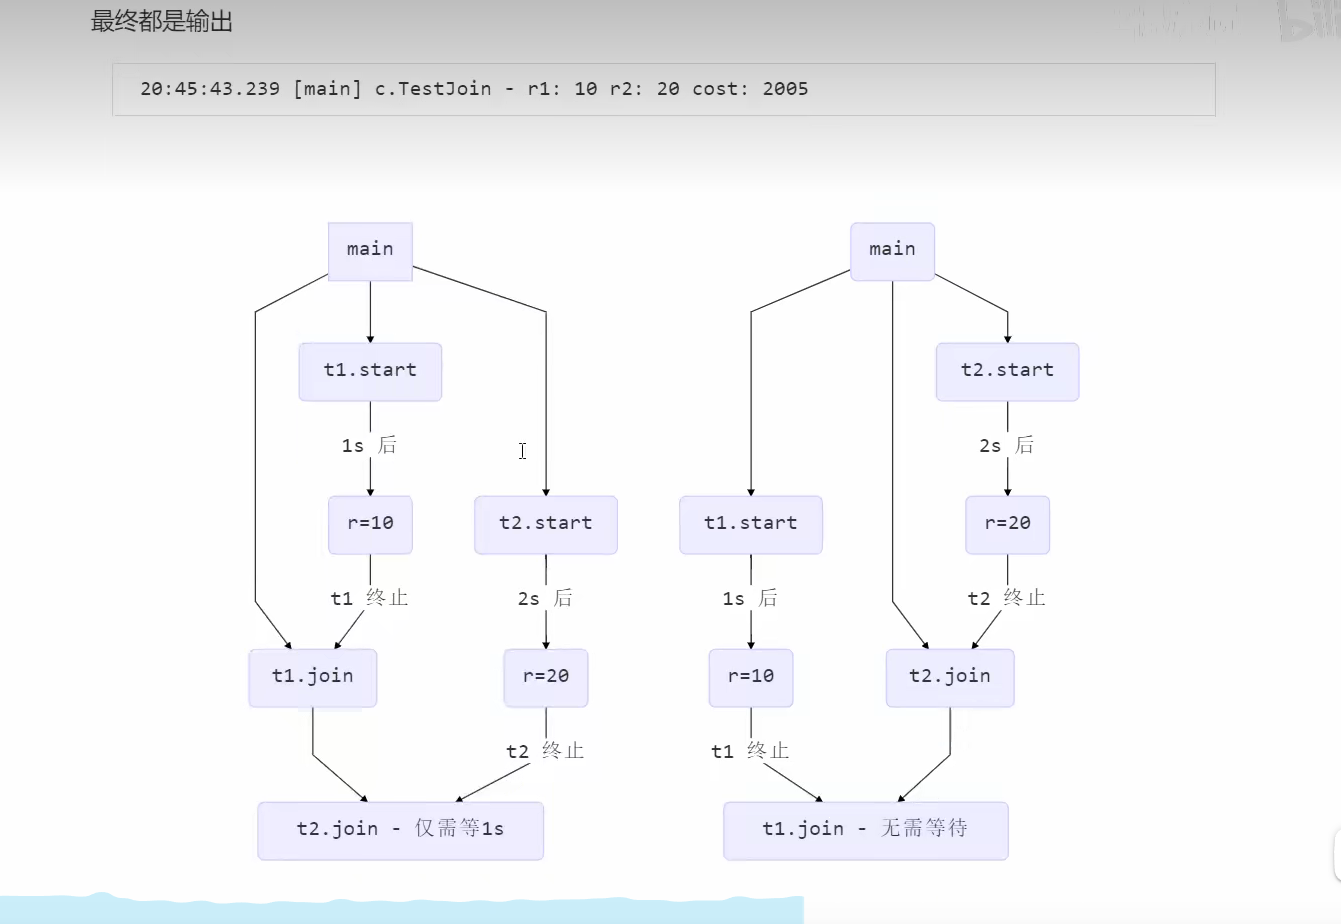 最终都是输出
20:45:43.239 [main] c.TestJoin - r1: 10 r2: 20 cost: 2005
main
t1.start
1s 后
r=10
t2.start
t1 终止
2s 后
t1.join
r=20
t2 终止
t2.join - 仅需等1s
main
t2.start
2s 后
t1.start
r=20
1s 后
t2 终止
r=10
t2.join
t1 终止
t1.join - 无需等待